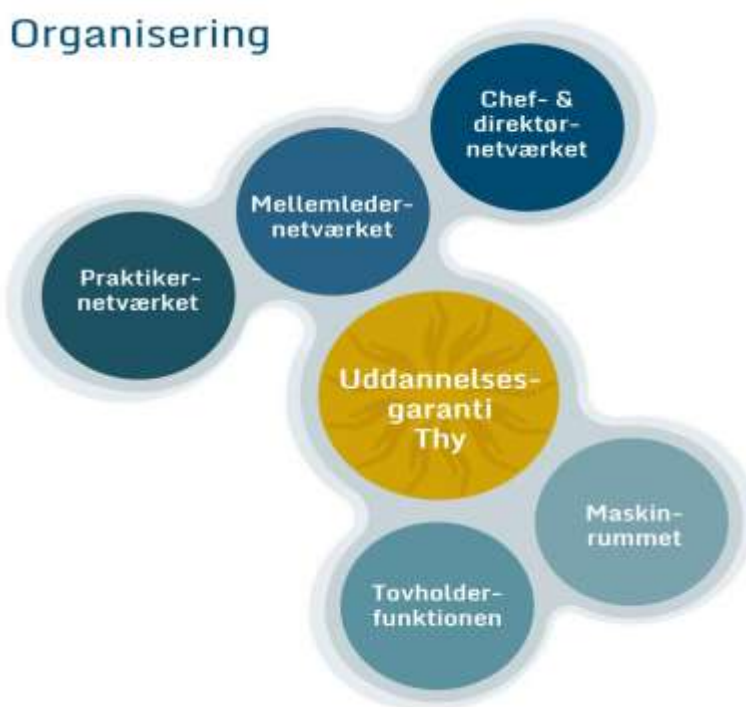 Organisering
Chef- &
direktør-
netværket
Mellemleder-
netværket
Praktiker-
netværket
Uddannelses-
garanti
Thy
Maskin-
rummet
Tovholder-
funktionen